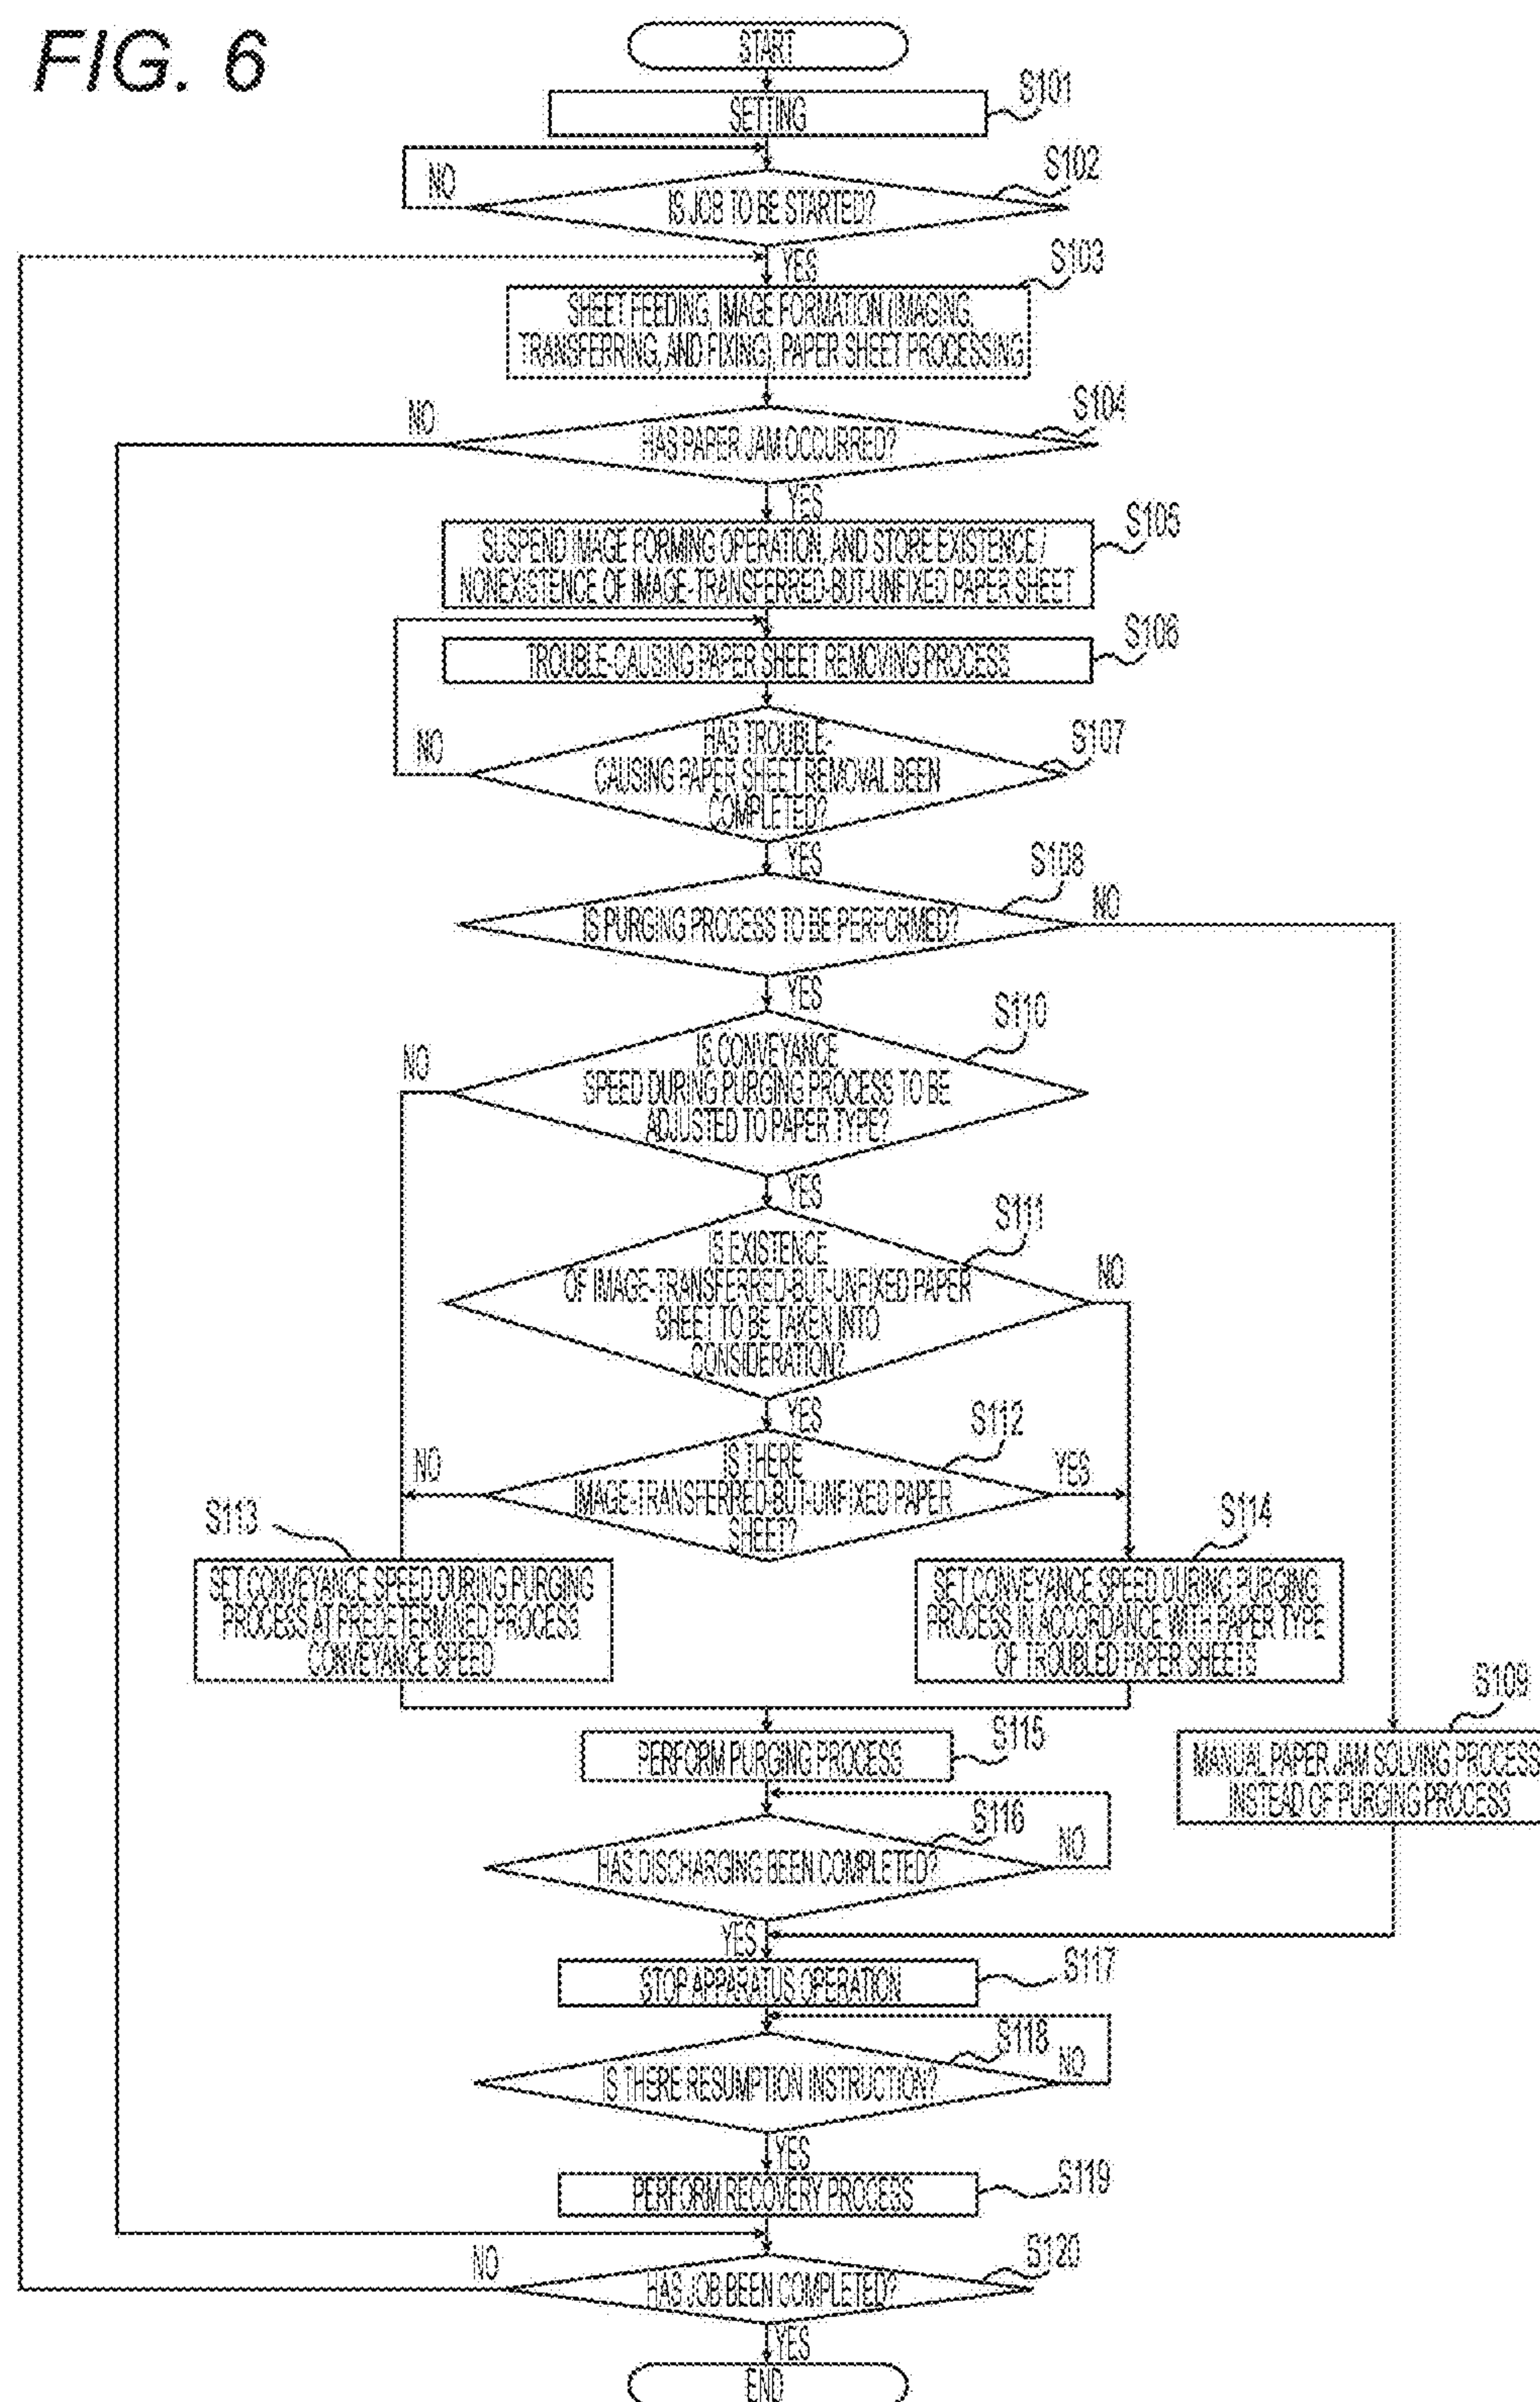 FIG. 6
START
SETTING
S101
IS JOB TO BE STARTED?
S102
NO
YES
SHEET FEEDING, IMAGE FORMATION (IMAGING,
TRANSFERRING, AND FIXING), PAPER SHEET PROCESSING
S103
HAS PAPER JAM OCCURRED?
S104
NO
YES
SUSPEND IMAGE FORMING OPERATION, AND STORE EXISTENCE /
NONEXISTENCE OF IMAGE-TRANSFERRED-BUT-UNFIXED PAPER SHEET
S105
TROUBLE-CAUSING PAPER SHEET REMOVING PROCESS
S106
HAS TROUBLE-
CAUSING PAPER SHEET REMOVAL BEEN
COMPLETED?
S107
NO
YES
IS PURGING PROCESS TO BE PERFORMED?
S108
NO
YES
IS CONVEYANCE
SPEED DURING PURGING PROCESS TO BE
ADJUSTED TO PAPER TYPE?
S110
NO
YES
IS EXISTENCE
OF IMAGE-TRANSFERRED-BUT-UNFIXED PAPER
SHEET TO BE TAKEN INTO
CONSIDERATION?
S111
NO
YES
IS THERE
IMAGE-TRANSFERRED-BUT-UNFIXED PAPER
SHEET?
S112
NO
YES
S113
SET CONVEYANCE SPEED DURING PURGING
PROCESS AT PREDETERMINED PROCESS
CONVEYANCE SPEED
S114
SET CONVEYANCE SPEED DURING PURGING
PROCESS IN ACCORDANCE WITH PAPER TYPE
OF TROUBLED PAPER SHEETS
S109
MANUAL PAPER JAM SOLVING PROCESS
INSTEAD OF PURGING PROCESS
PERFORM PURGING PROCESS
S115
HAS DISCHARGING BEEN COMPLETED?
S116
NO
YES
STOP APPARATUS OPERATION
S117
IS THERE RESUMPTION INSTRUCTION?
S118
NO
YES
PERFORM RECOVERY PROCESS
S119
HAS JOB BEEN COMPLETED?
S120
NO
YES
END